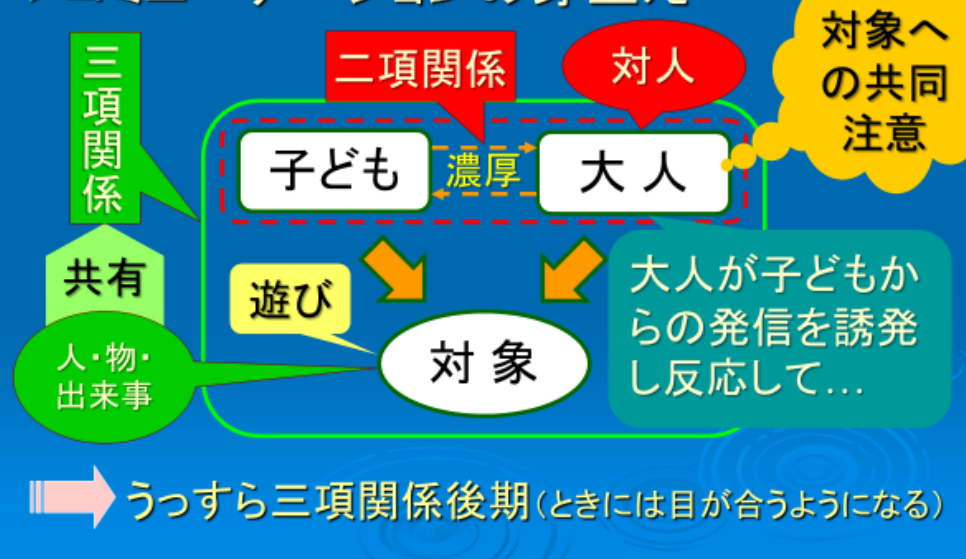 三項関係
二項関係
対人
対象へ
の共同
注意
子ども
濃厚
大人
共有
遊び
人・物・
出来事
対象
大人が子どもか
らの発信を誘発
し反応して…
うっすら三項関係後期(ときには目が合うようになる)